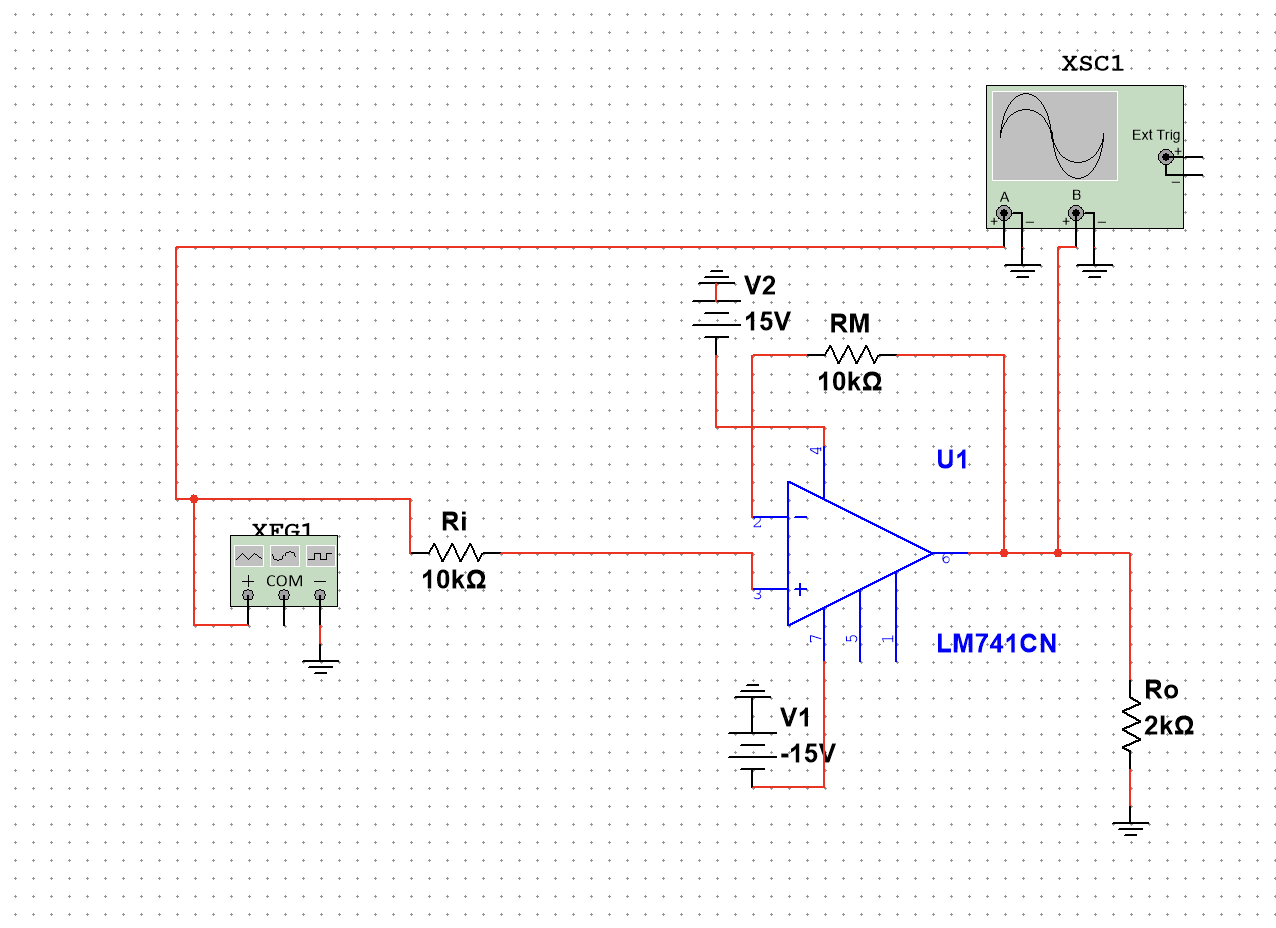 XSC1
Ext Trig
+
−
A
B
+ −
+ −
V2
15V
RM
10kΩ
4
U1
XFG1
+ COM −
Ri
10kΩ
2
−
6
3
+
7
5
1
LM741CN
V1
-15V
Ro
2kΩ